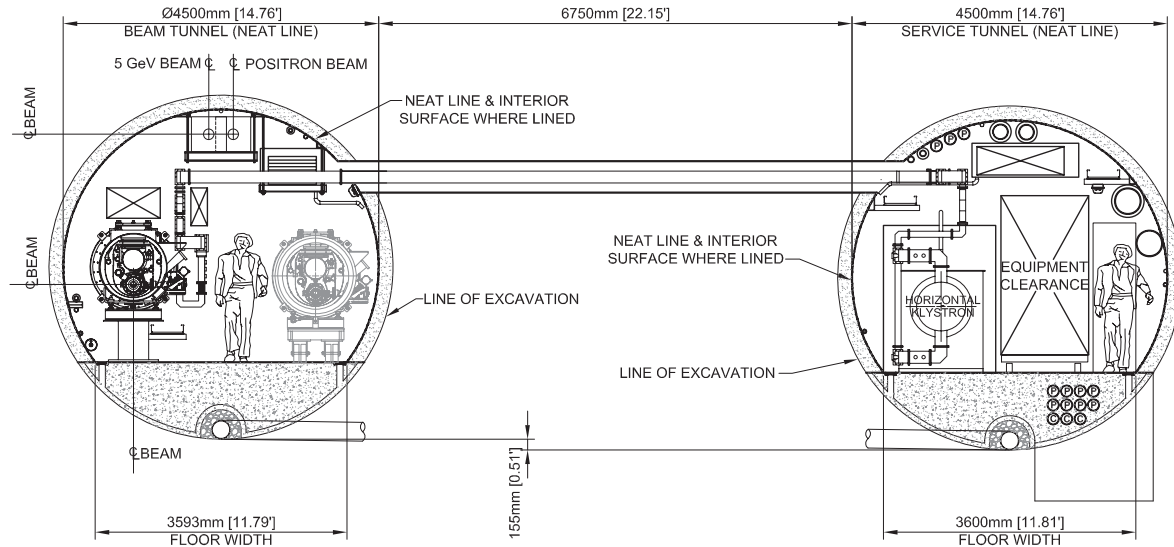 Ø4500mm [14.76']
BEAM TUNNEL (NEAT LINE)
6750mm [22.15']
4500mm [14.76']
SERVICE TUNNEL (NEAT LINE)
5 GeV BEAM ℄
℄ POSITRON BEAM
℄ BEAM
NEAT LINE & INTERIOR
SURFACE WHERE LINED
P
P
P
P
℄ BEAM
NEAT LINE & INTERIOR
SURFACE WHERE LINED
EQUIPMENT
CLEARANCE
HORIZONTAL
KLYSTRON
LINE OF EXCAVATION
LINE OF EXCAVATION
P P P P
P P P P
C C C
℄ BEAM
155mm [0.51']
3593mm [11.79']
FLOOR WIDTH
3600mm [11.81']
FLOOR WIDTH